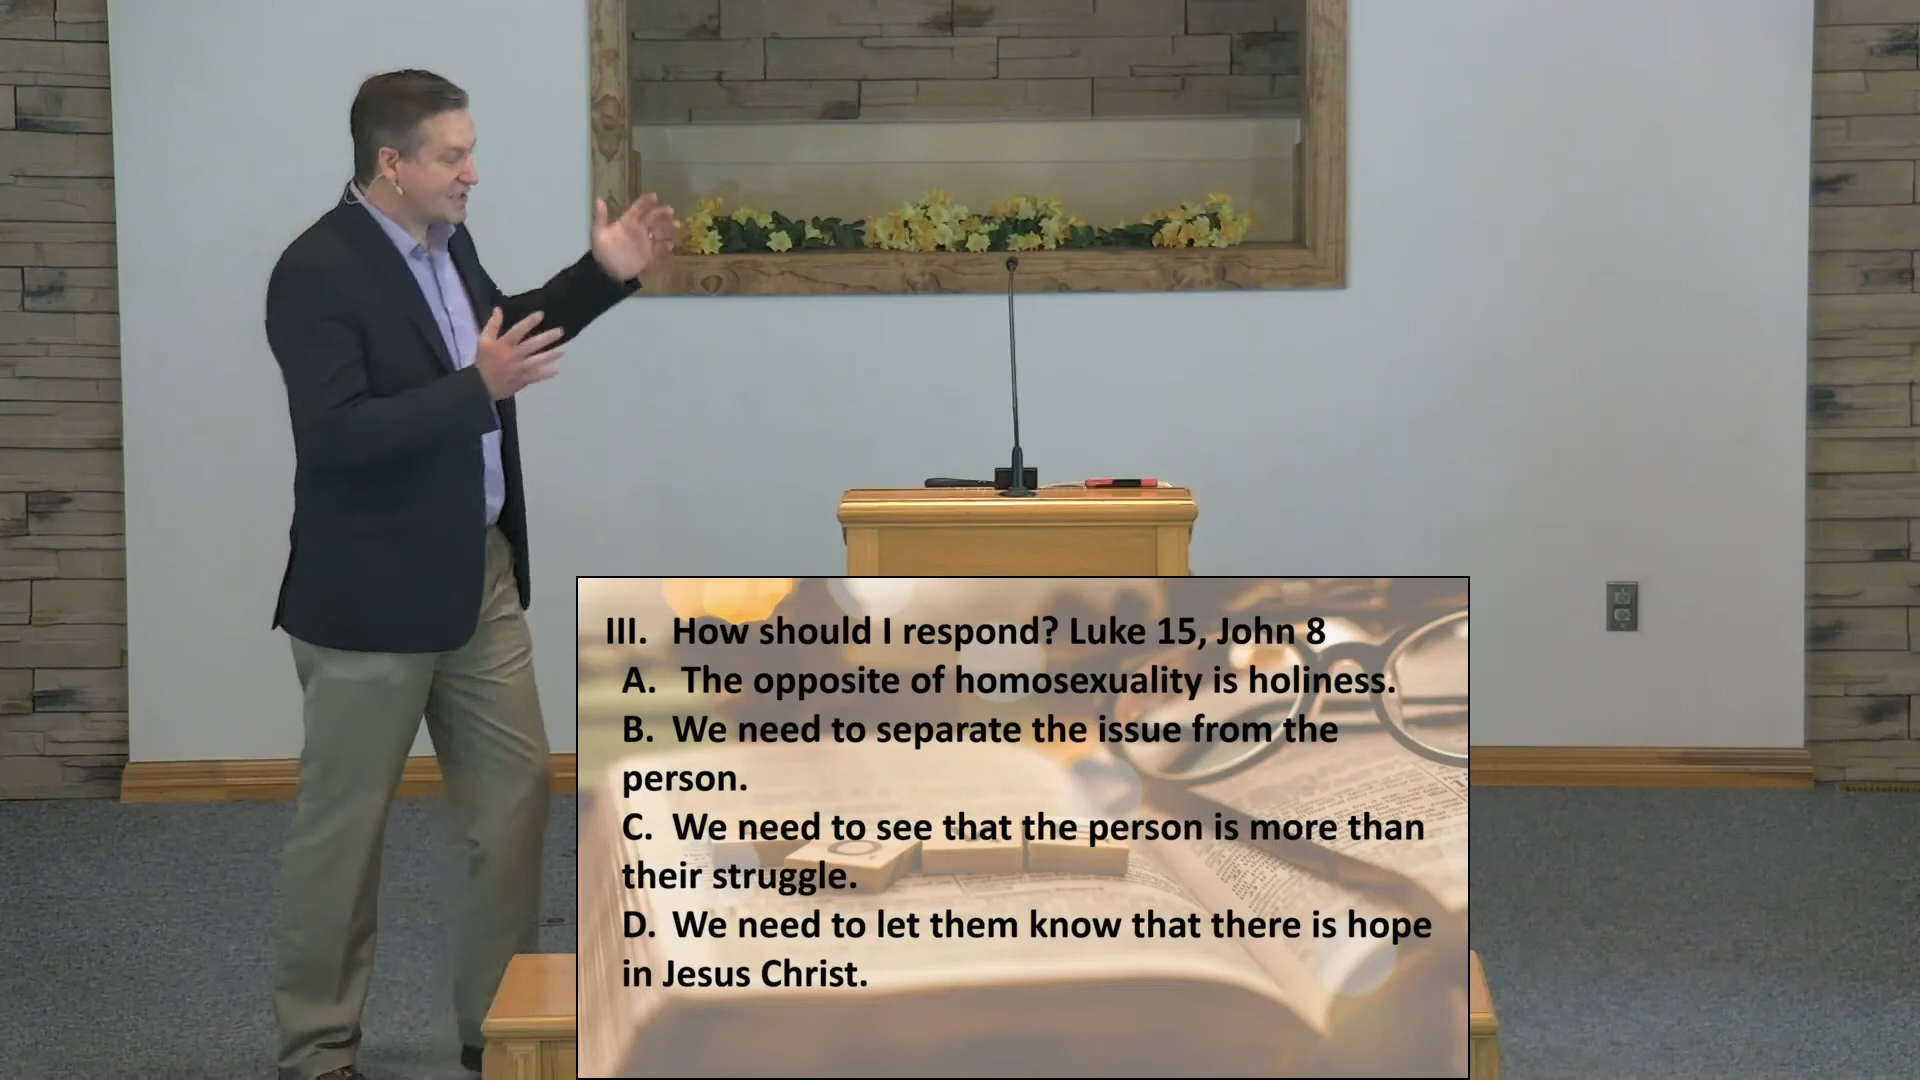 III. How should I respond? Luke 15, John 8
A. The opposite of homosexuality is holiness.
B. We need to separate the issue from the
person.
C. We need to see that the person is more than
their struggle.
D. We need to let them know that there is hope
in Jesus Christ.